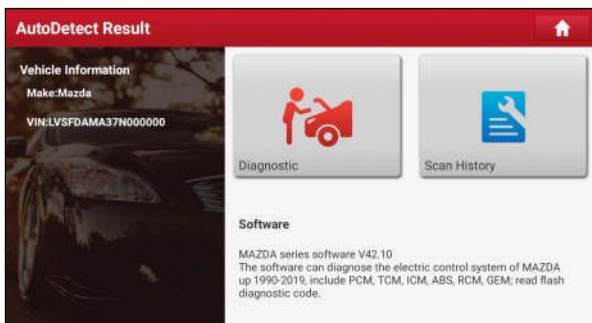 AutoDetect Result
Vehicle Information
Make:Mazda
VIN:LVSFDAMA37N000000
Diagnostic
Scan History
Software
MAZDA series software V42.10
The software can diagnose the electric control system of MAZDA
up 1990-2019, include PCM, TCM, ICM, ABS, RCM, GEM; read flash
diagnostic code.